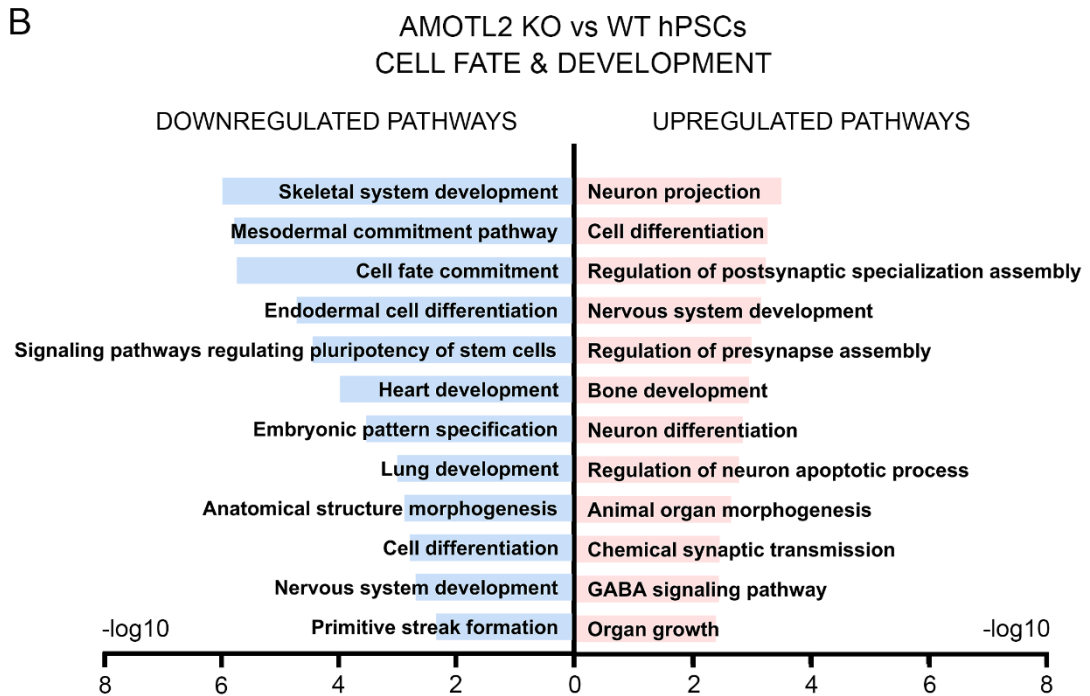 B
AMOTL2 KO vs WT hPSCs
CELL FATE & DEVELOPMENT
DOWNREGULATED PATHWAYS
UPREGULATED PATHWAYS
Skeletal system development
Mesodermal commitment pathway
Cell fate commitment
Endodermal cell differentiation
Signaling pathways regulating pluripotency of stem cells
Heart development
Embryonic pattern specification
Lung development
Anatomical structure morphogenesis
Cell differentiation
Nervous system development
Primitive streak formation
Neuron projection
Cell differentiation
Regulation of postsynaptic specialization assembly
Nervous system development
Regulation of presynapse assembly
Bone development
Neuron differentiation
Regulation of neuron apoptotic process
Animal organ morphogenesis
Chemical synaptic transmission
GABA signaling pathway
Organ growth
-log10
-log10
8 6 4 2 0 2 4 6 8